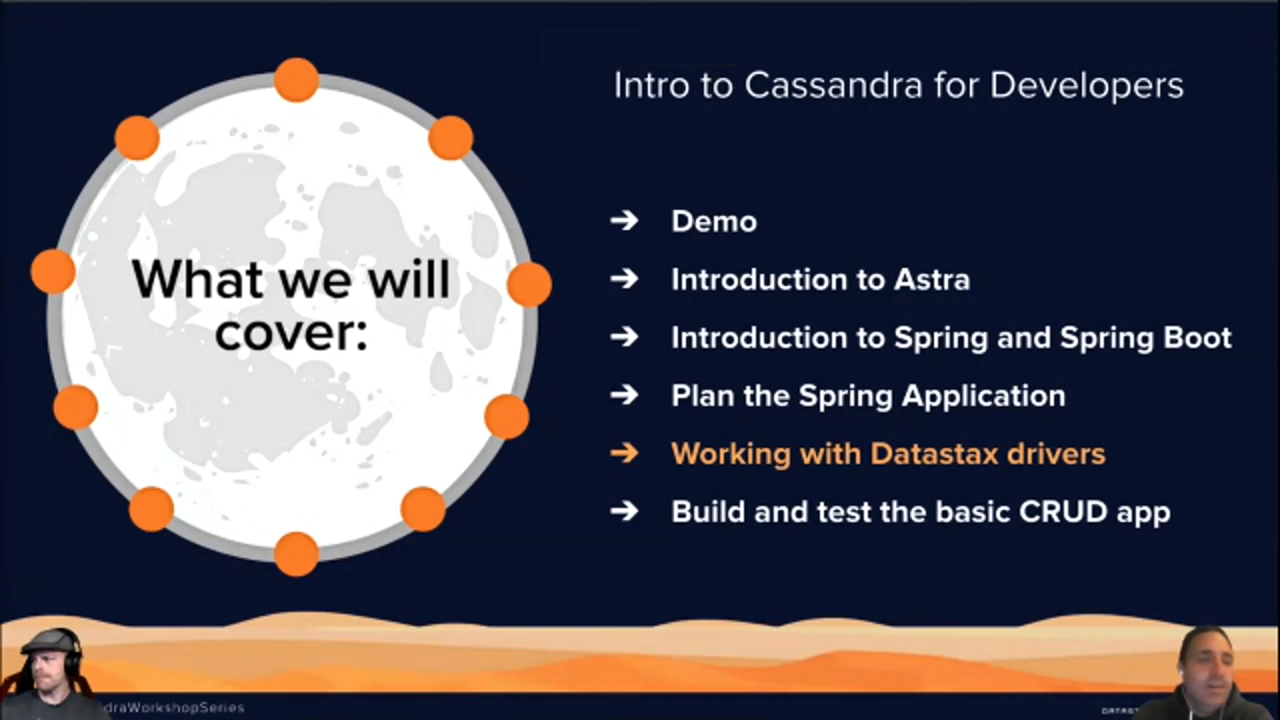 Intro to Cassandra for Developers
What we will
cover:
➔ Demo
➔ Introduction to Astra
➔ Introduction to Spring and Spring Boot
➔ Plan the Spring Application
➔ Working with Datastax drivers
➔ Build and test the basic CRUD app
draWorkshopSeries